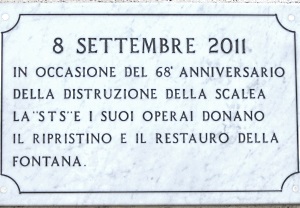 8 SETTEMBRE 2011
IN OCCASIONE DEL 68° ANNIVERSARIO
DELLA DISTRUZIONE DELLA SCALEA
LA "STS" E I SUOI OPERAI DONANO
IL RIPRISTINO E IL RESTAURO DELLA
FONTANA.